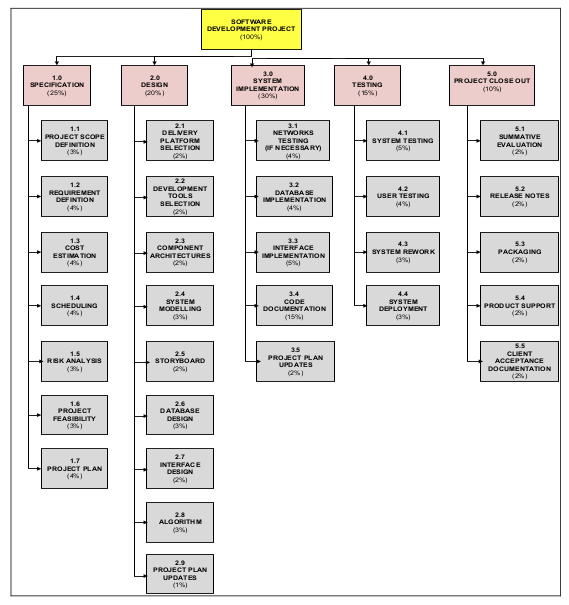 SOFTWARE
DEVELOPMENT PROJECT
(100%)
1.0
SPECIFICATION
(25%)
2.0
DESIGN
(20%)
3.0
SYSTEM
IMPLEMENTATION
(30%)
4.0
TESTING
(15%)
5.0
PROJECT CLOSE OUT
(10%)
1.1
PROJECT SCOPE
DEFINITION
(3%)
1.2
REQUIREMENT
DEFINTION
(4%)
1.3
COST
ESTIMATION
(4%)
1.4
SCHEDULING
(4%)
1.5
RISK ANALYSIS
(3%)
1.6
PROJECT
FEASIBILITY
(3%)
1.7
PROJECT PLAN
(4%)
2.1
DELIVERY
PLATFORM
SELECTION
(2%)
2.2
DEVELOPMENT
TOOLS
SELECTION
(2%)
2.3
COMPONENT
ARCHITECTURES
(2%)
2.4
SYSTEM
MODELLING
(3%)
2.5
STORYBOARD
(2%)
2.6
DATABASE
DESIGN
(3%)
2.7
INTERFACE
DESIGN
(2%)
2.8
ALGORITHM
(3%)
2.9
PROJECT PLAN
UPDATES
(1%)
3.1
NETWORKS
TESTING
(IF NECESSARY)
(4%)
3.2
DATABASE
IMPLEMENTATION
(4%)
3.3
INTERFACE
IMPLEMENTATION
(5%)
3.4
CODE
DOCUMENTATION
(15%)
3.5
PROJECT PLAN
UPDATES
(2%)
4.1
SYSTEM TESTING
(5%)
4.2
USER TESTING
(4%)
4.3
SYSTEM REWORK
(3%)
4.4
SYSTEM
DEPLOYMENT
(3%)
5.1
SUMMATIVE
EVALUATION
(2%)
5.2
RELEASE NOTES
(2%)
5.3
PACKAGING
(2%)
5.4
PRODUCT SUPPORT
(2%)
5.5
CLIENT
ACCEPTANCE
DOCUMENTATION
(2%)